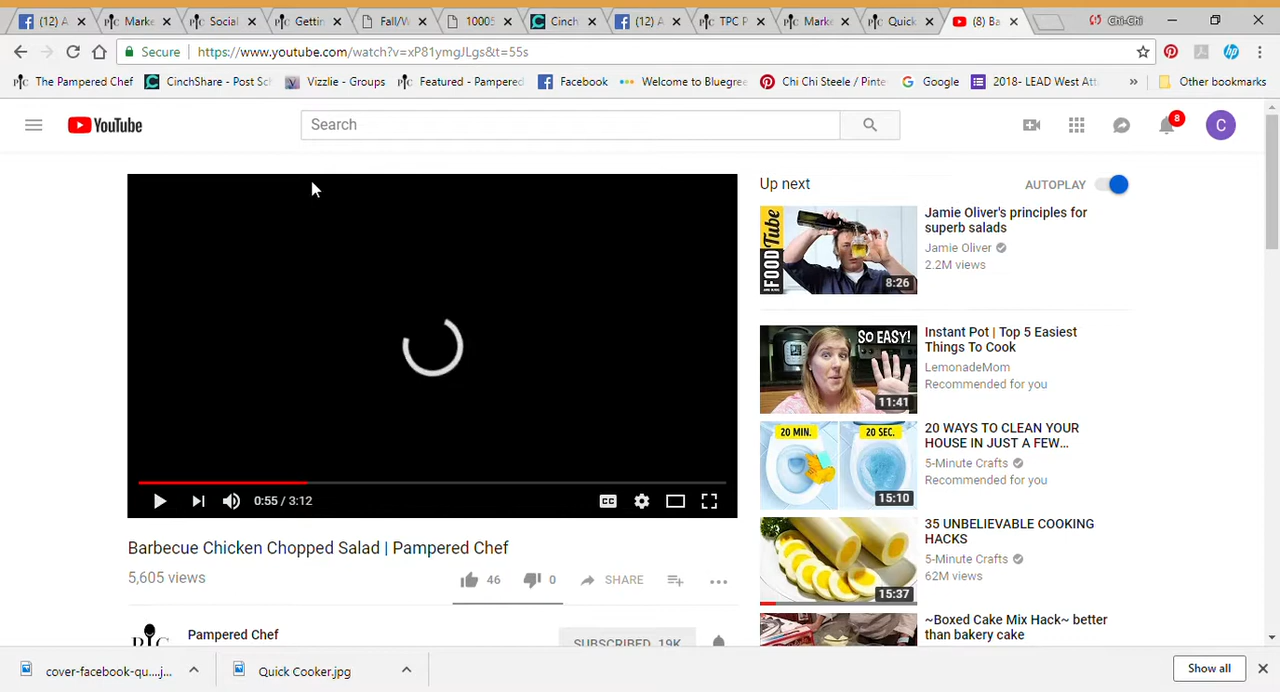 (12) A
Marke
Social
Gettin
Fall/W
10005
Cinch
(12) A
TPC P
Marke
Quick
(8) Ba
Chi-Chi
Secure https://www.youtube.com/watch?v=xP81ymgJLgs&t=55s
The Pampered Chef
CinchShare - Post Sch
Vizzlie - Groups
Featured - Pampered
Facebook
Welcome to Bluegree
Chi Chi Steele / Pinte
Google
2018- LEAD West Att
»
Other bookmarks
YouTube
Search
8
C
Up next
AUTOPLAY
FOODTube
8:26
Jamie Oliver's principles for
superb salads
Jamie Oliver
2.2M views
SO EASY!
11:41
Instant Pot | Top 5 Easiest
Things To Cook
LemonadeMom
Recommended for you
20 MIN.
20 SEC.
15:10
20 WAYS TO CLEAN YOUR
HOUSE IN JUST A FEW...
5-Minute Crafts
Recommended for you
15:37
35 UNBELIEVABLE COOKING
HACKS
5-Minute Crafts
62M views
~Boxed Cake Mix Hack~ better
than bakery cake
0:55 / 3:12
CC
Barbecue Chicken Chopped Salad | Pampered Chef
5,605 views
46
0
SHARE
Pampered Chef
SUBSCRIBED 19K
cover-facebook-qu....j...
Quick Cooker.jpg
Show all